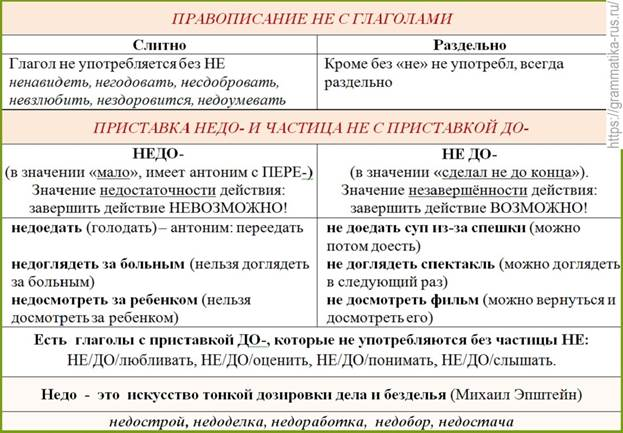 ПРАВОПИСАНИЕ НЕ С ГЛАГОЛАМИ
Слитно
Глагол не употребляется без НЕ
ненавидеть, негодовать, несдобровать,
невзлюбить, нездоровится, недоумевать
Раздельно
Кроме без «не» не употребл, всегда
раздельно
ПРИСТАВКА НЕДО- И ЧАСТИЦА НЕ С ПРИСТАВКОЙ ДО-
НЕДО-
(в значении «мало», имеет антоним с ПЕРЕ-)
Значение недостаточности действия:
завершить действие НЕВОЗМОЖНО!
НЕ ДО-
(в значении «сделал не до конца»).
Значение незавершённости действия:
завершить действие ВОЗМОЖНО!
недоедать (голодать) – антоним: переедать
недоглядеть за больным (нельзя доглядеть
за больным)
недосмотреть за ребенком (нельзя
досмотреть за ребенком)
не доедать суп из-за спешки (можно
потом доесть)
не доглядеть спектакль (можно доглядеть
в следующий раз)
не досмотреть фильм (можно вернуться и
досмотреть его)
Есть глаголы с приставкой ДО-, которые не употребляются без частицы НЕ:
НЕ/ДО/любливать, НЕ/ДО/оценить, НЕ/ДО/понимать, НЕ/ДО/слышать.
Недо - это искусство тонкой дозировки дела и безделья (Михаил Эпштейн)
недострой, недоделка, недоработка, недобор, недостача
https://grammatika-rus.ru/